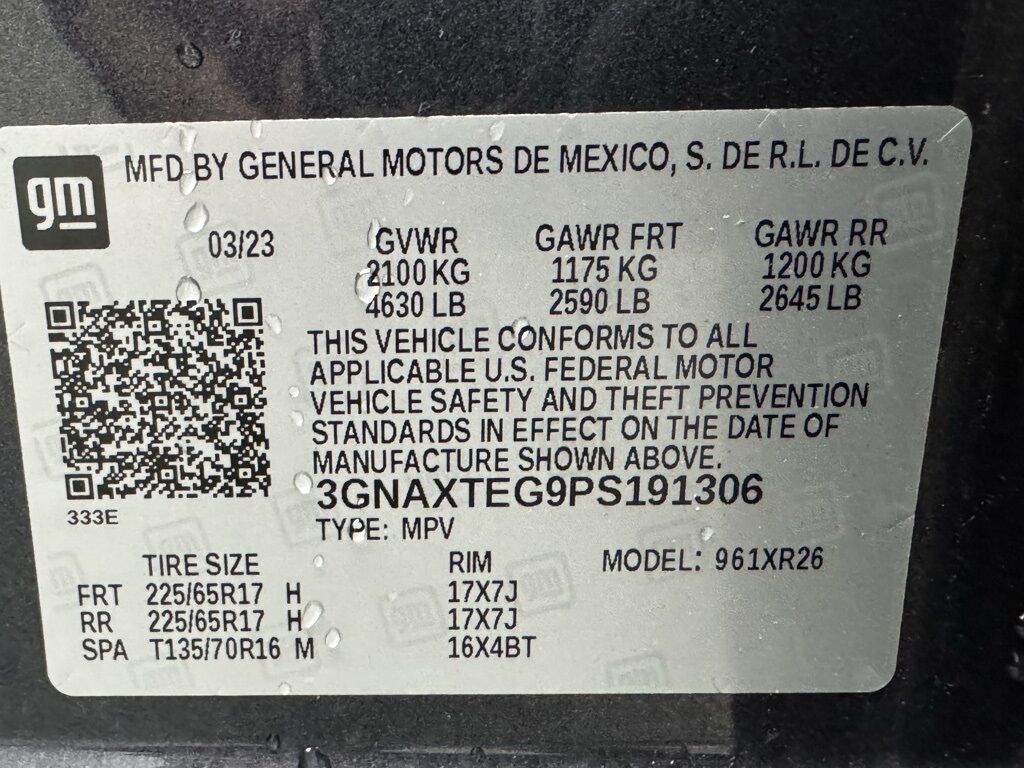 gm
MFD BY GENERAL MOTORS DE MEXICO, S. DE R.L. DE C.V.
03/23 GVWR GAWR FRT GAWR RR
2100 KG 1175 KG 1200 KG
4630 LB 2590 LB 2645 LB
THIS VEHICLE CONFORMS TO ALL
APPLICABLE U.S. FEDERAL MOTOR
VEHICLE SAFETY AND THEFT PREVENTION
STANDARDS IN EFFECT ON THE DATE OF
MANUFACTURE SHOWN ABOVE.
3GNAXTEG9PS191306
333E
TYPE: MPV
TIRE SIZE RIM MODEL: 961XR26
FRT 225/65R17 H 17X7J
RR 225/65R17 H 17X7J
SPA T135/70R16 M 16X4BT